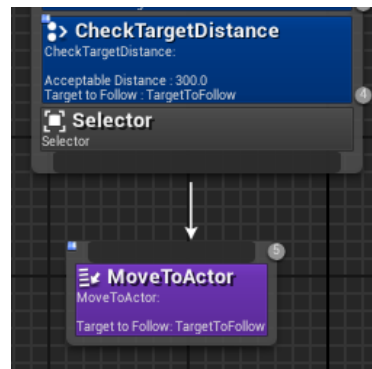 CheckTargetDistance
CheckTargetDistance:
Acceptable Distance : 300.0
Target to Follow : TargetToFollow
4
Selector
Selector
5
MoveToActor
MoveToActor:
Target to Follow: TargetToFollow